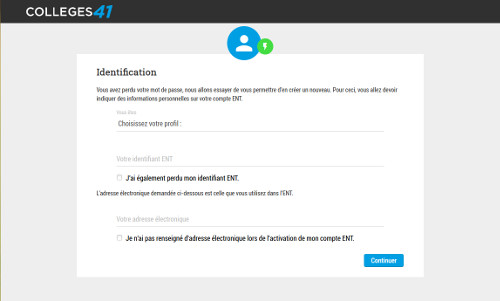 COLLEGES41
Identification
Vous avez perdu votre mot de passe, nous allons essayer de vous permettre d'en créer un nouveau. Pour ceci, vous allez devoir
indiquer des informations personnelles sur votre compte ENT.
Vous êtes
Choisissez votre profil :
Votre identifiant ENT
J'ai également perdu mon identifiant ENT.
L'adresse électronique demandée ci-dessous est celle que vous utilisez dans l'ENT.
Votre adresse électronique
Je n'ai pas renseigné d'adresse électronique lors de l'activation de mon compte ENT.
Continuer